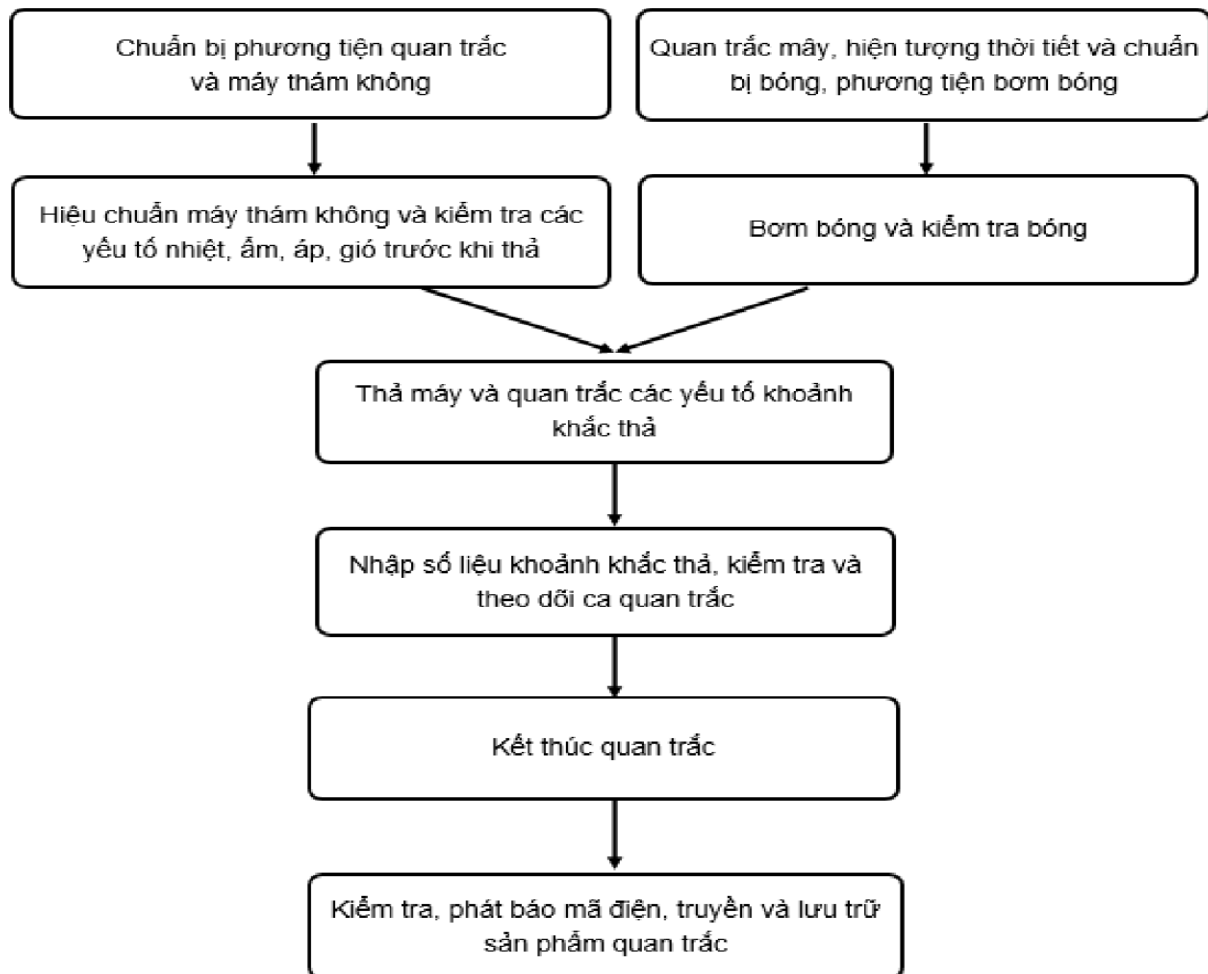 Chuẩn bị phương tiện quan trắc
và máy thám không
Quan trắc mây, hiện tượng thời tiết và chuẩn
bị bóng, phương tiện bơm bóng
Hiệu chuẩn máy thám không và kiểm tra các
yếu tố nhiệt, ẩm, áp, gió trước khi thả
Bơm bóng và kiểm tra bóng
Thả máy và quan trắc các yếu tố khoảnh
khắc thả
Nhập số liệu khoảnh khắc thả, kiểm tra và
theo dõi ca quan trắc
Kết thúc quan trắc
Kiểm tra, phát báo mã điện, truyền và lưu trữ
sản phẩm quan trắc